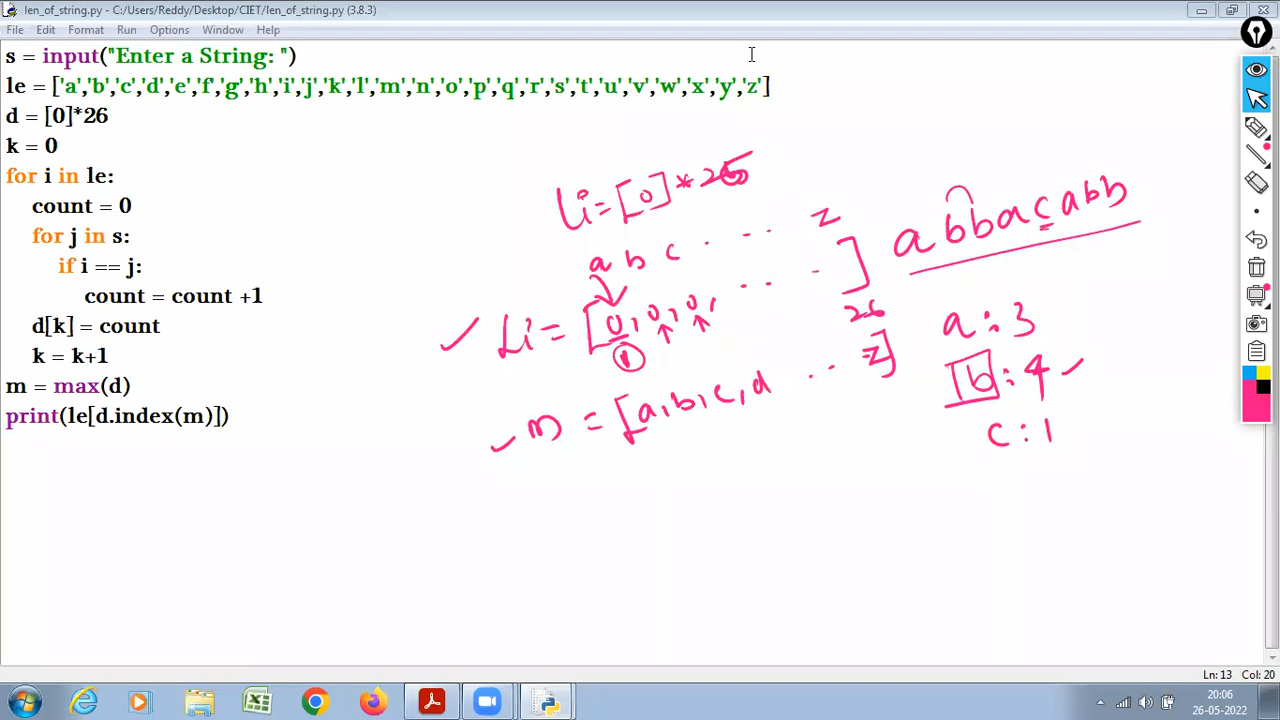 len_of_string.py - C:/Users/Reddy/Desktop/CIET/len_of_string.py (3.8.3)
File Edit Format Run Options Window Help
s = input("Enter a String: ")
le = ['a','b','c','d','e','f','g','h','i','j','k','l','m','n','o','p','q','r','s','t','u','v','w','x','y','z']
d = [0]*26
k = 0
for i in le:
count = 0
for j in s:
if i == j:
count = count +1
d[k] = count
k = k+1
m = max(d)
print(le[d.index(m)])
Li = [0] * 26
a b c . . . . z
Li = [0, 0, 0, . . . ]
26
1
m = [a, b, c, d . . . z]
abbacabb
a : 3
b : 4
c : 1
Ln: 13 Col: 20
20:06
26-05-2022